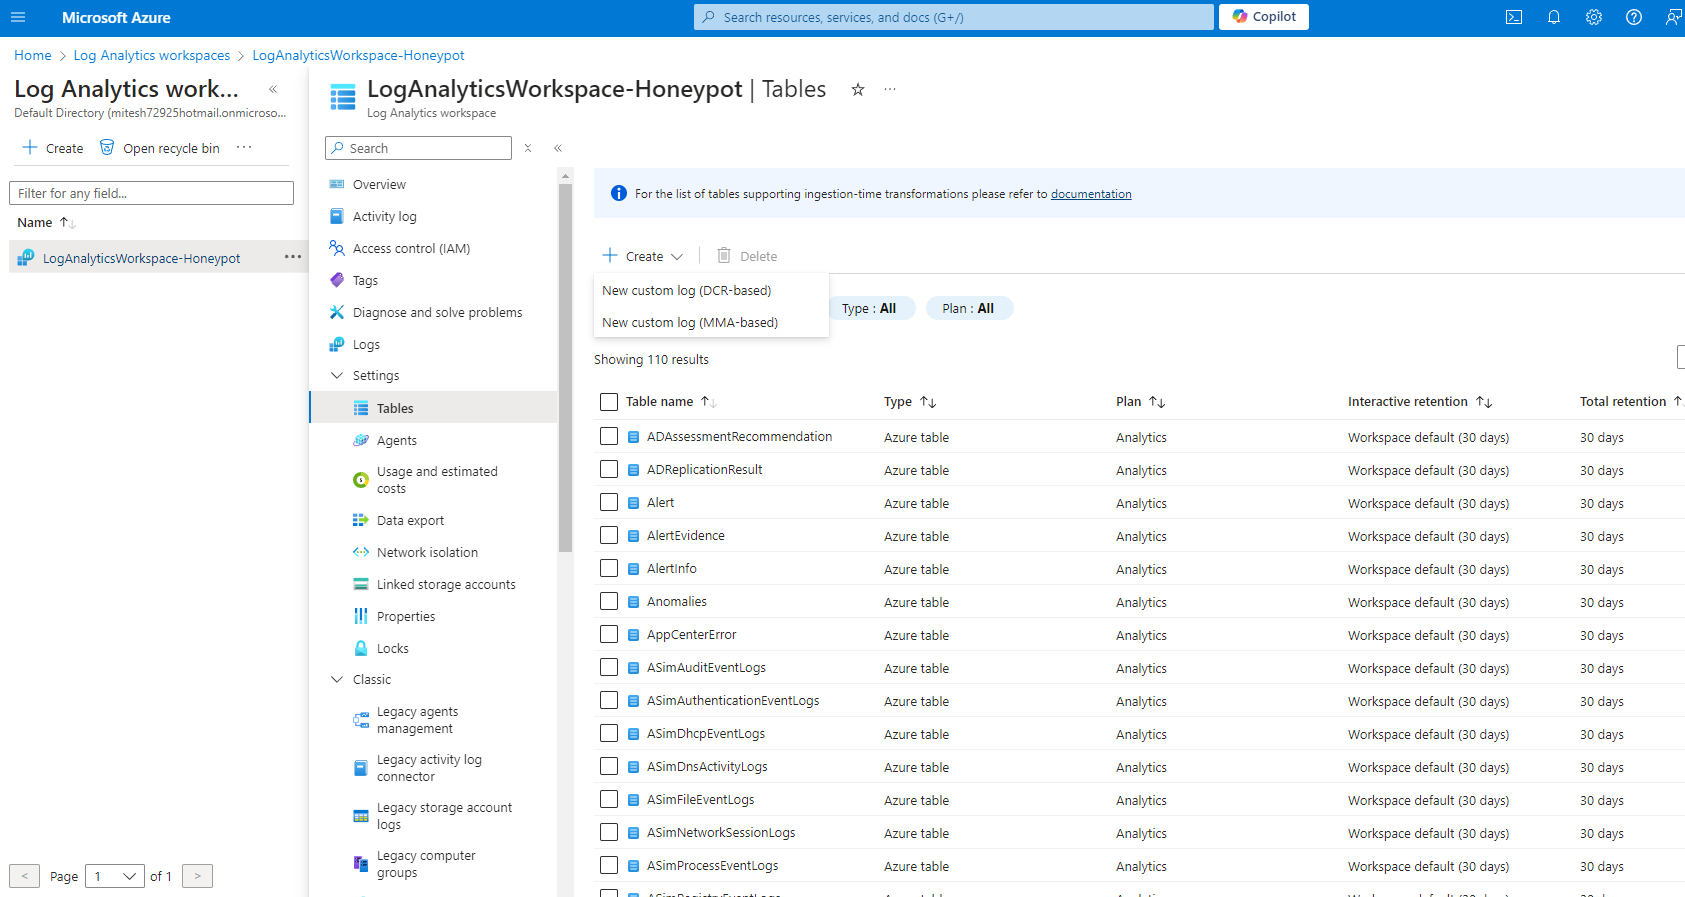 Microsoft Azure
Search resources, services, and docs (G+/)
Copilot
Home > Log Analytics workspaces > LogAnalyticsWorkspace-Honeypot
Log Analytics work...
Default Directory (mitesh72925hotmail.onmicroso...
Create
Open recycle bin
Filter for any field...
Name
LogAnalyticsWorkspace-Honeypot
Page 1 of 1
LogAnalyticsWorkspace-Honeypot | Tables
Log Analytics workspace
Search
Overview
Activity log
Access control (IAM)
Tags
Diagnose and solve problems
Logs
Settings
Tables
Agents
Usage and estimated
costs
Data export
Network isolation
Linked storage accounts
Properties
Locks
Classic
Legacy agents
management
Legacy activity log
connector
Legacy storage account
logs
Legacy computer
groups
For the list of tables supporting ingestion-time transformations please refer to documentation
Create
Delete
New custom log (DCR-based)
New custom log (MMA-based)
Type : All
Plan : All
Showing 110 results
Table name Type Plan Interactive retention Total retention
ADAssessmentRecommendation Azure table Analytics Workspace default (30 days) 30 days
ADReplicationResult Azure table Analytics Workspace default (30 days) 30 days
Alert Azure table Analytics Workspace default (30 days) 30 days
AlertEvidence Azure table Analytics Workspace default (30 days) 30 days
AlertInfo Azure table Analytics Workspace default (30 days) 30 days
Anomalies Azure table Analytics Workspace default (30 days) 30 days
AppCenterError Azure table Analytics Workspace default (30 days) 30 days
ASimAuditEventLogs Azure table Analytics Workspace default (30 days) 30 days
ASimAuthenticationEventLogs Azure table Analytics Workspace default (30 days) 30 days
ASimDhcpEventLogs Azure table Analytics Workspace default (30 days) 30 days
ASimDnsActivityLogs Azure table Analytics Workspace default (30 days) 30 days
ASimFileEventLogs Azure table Analytics Workspace default (30 days) 30 days
ASimNetworkSessionLogs Azure table Analytics Workspace default (30 days) 30 days
ASimProcessEventLogs Azure table Analytics Workspace default (30 days) 30 days